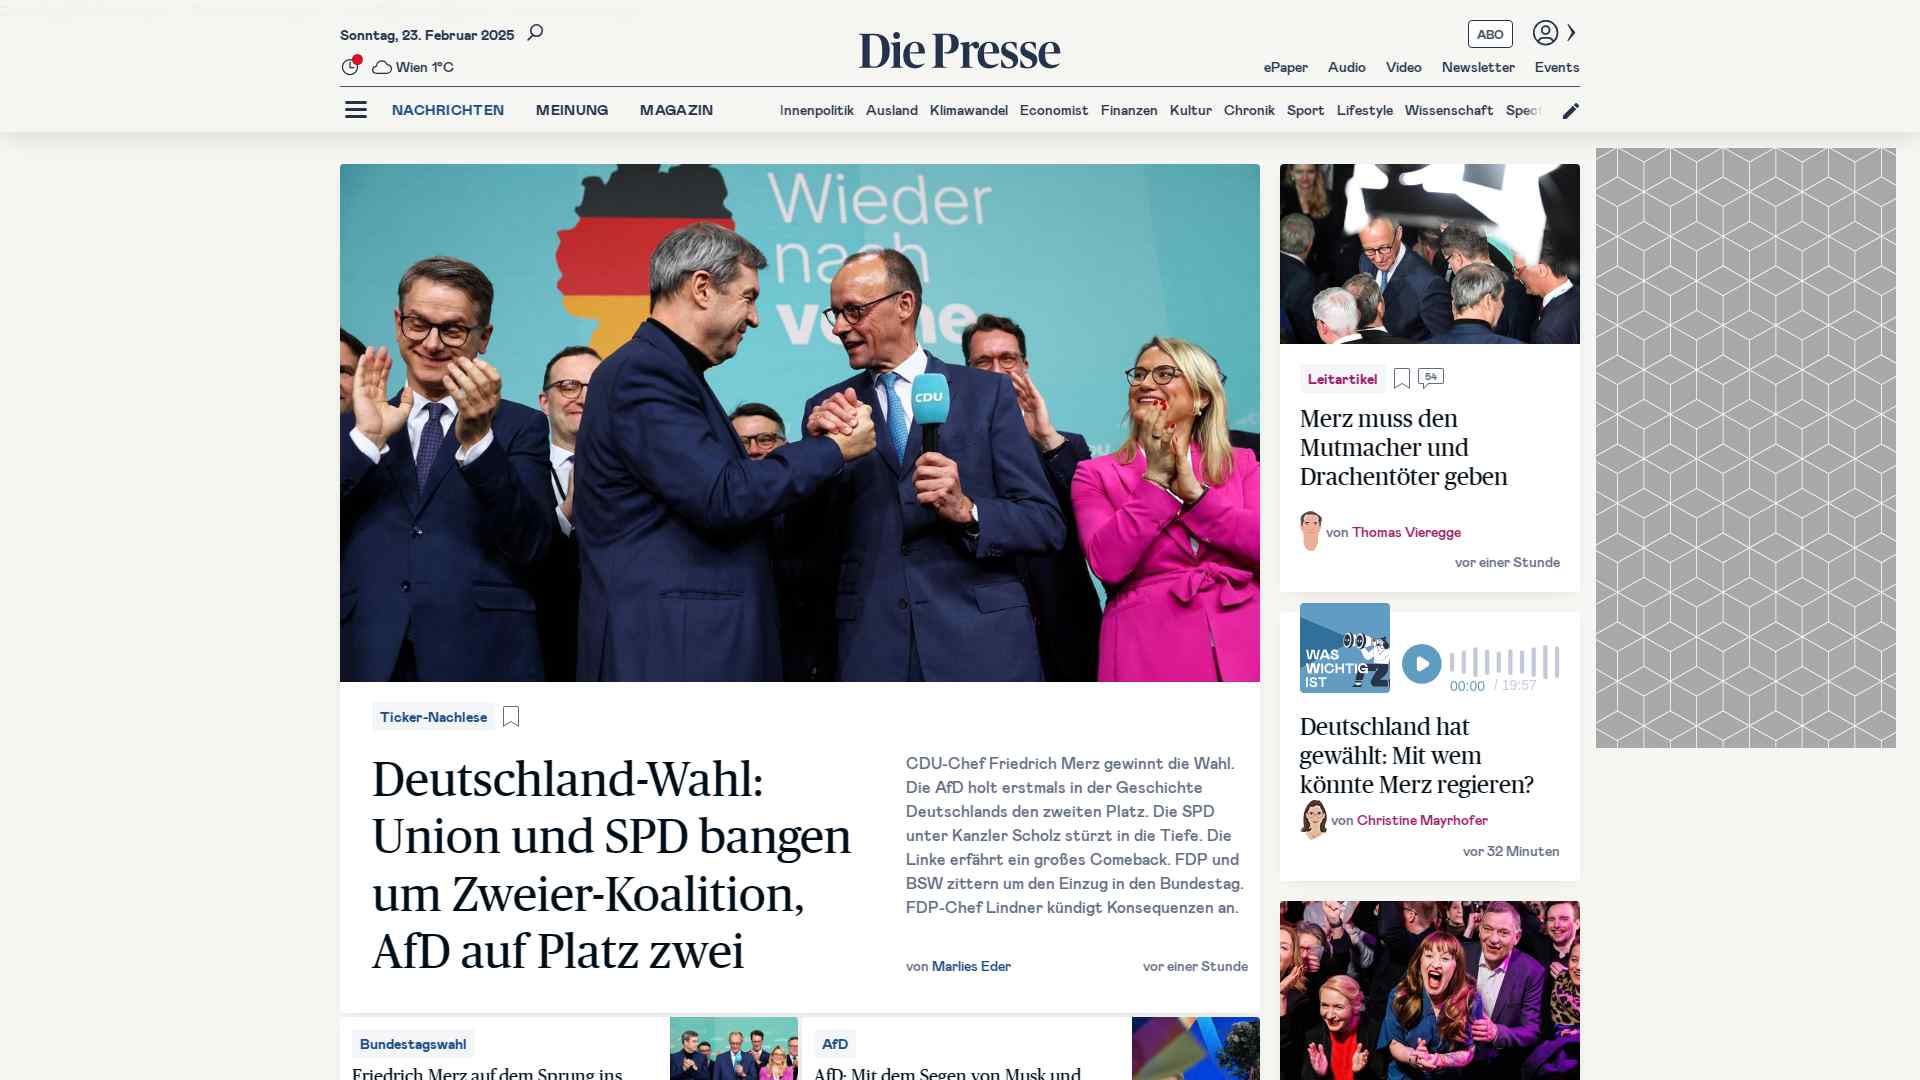 Sonntag, 23. Februar 2025
Die Presse
ABO
Wien 1°C
ePaper Audio Video Newsletter Events
NACHRICHTEN MEINUNG MAGAZIN
Innenpolitik Ausland Klimawandel Economist Finanzen Kultur Chronik Sport Lifestyle Wissenschaft
Wieder
nach
CDU
Ticker-Nachlese
Deutschland-Wahl:
Union und SPD bangen
um Zweier-Koalition,
AfD auf Platz zwei
CDU-Chef Friedrich Merz gewinnt die Wahl.
Die AfD holt erstmals in der Geschichte
Deutschlands den zweiten Platz. Die SPD
unter Kanzler Scholz stürzt in die Tiefe. Die
Linke erfährt ein großes Comeback. FDP und
BSW zittern um den Einzug in den Bundestag.
FDP-Chef Lindner kündigt Konsequenzen an.
von Marlies Eder
vor einer Stunde
Leitartikel
54
Merz muss den
Mutmacher und
Drachentöter geben
von Thomas Vieregge
vor einer Stunde
WAS
WICHTIG
IST
00:00 / 19:57
Deutschland hat
gewählt: Mit wem
könnte Merz regieren?
von Christine Mayrhofer
vor 32 Minuten
Bundestagswahl
Friedrich Merz auf dem Sprung ins
AfD
AfD: Mit dem Segen von Musk und